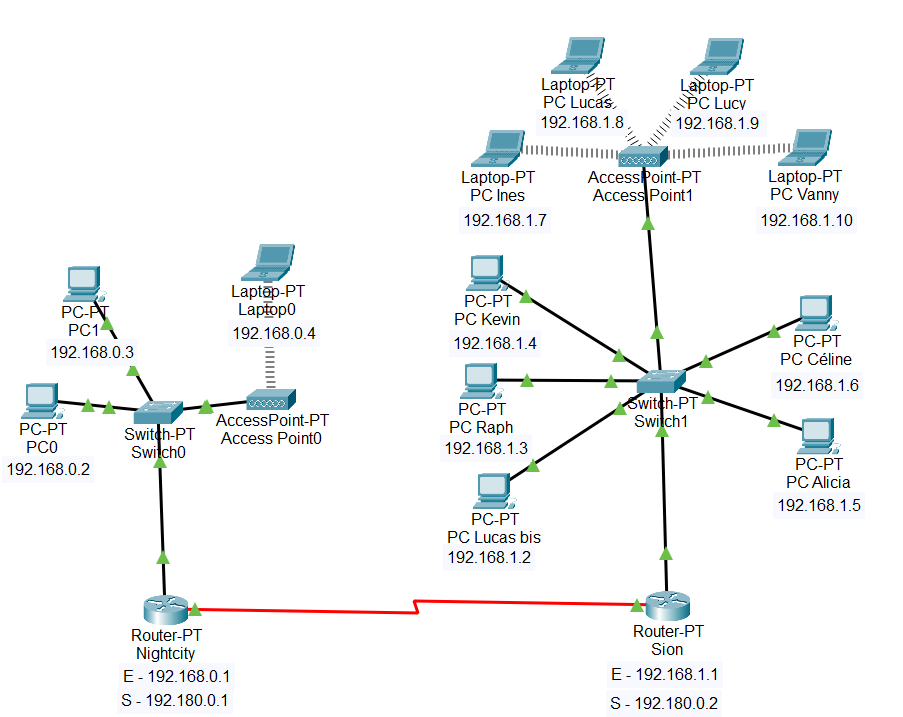 Laptop-PT
PC Lucas
192.168.1.8
Laptop-PT
PC Lucy
192.168.1.9
Laptop-PT
PC Ines
192.168.1.7
AccessPoint-PT
Access Point1
Laptop-PT
PC Vanny
192.168.1.10
PC-PT
PC1
192.168.0.3
Laptop-PT
Laptop0
192.168.0.4
PC-PT
PC Kevin
192.168.1.4
PC-PT
PC Céline
192.168.1.6
PC-PT
PC0
192.168.0.2
Switch-PT
Switch0
AccessPoint-PT
Access Point0
PC-PT
PC Raph
192.168.1.3
Switch-PT
Switch1
PC-PT
PC Alicia
192.168.1.5
PC-PT
PC Lucas bis
192.168.1.2
Router-PT
Nightcity
E - 192.168.0.1
S - 192.180.0.1
Router-PT
Sion
E - 192.168.1.1
S - 192.180.0.2